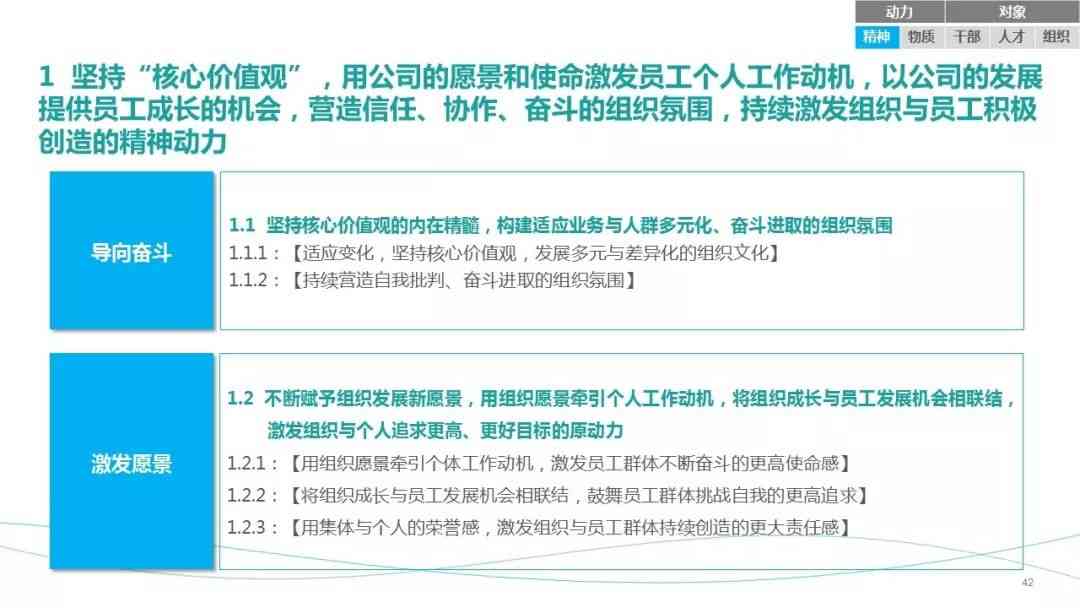 动力 对象
精神 物质 干部 人才 组织
1 坚持“核心价值观”，用公司的愿景和使命激发员工个人工作动机，以公司的发展
提供员工成长的机会，营造信任、协作、奋斗的组织氛围，持续激发组织与员工积极
创造的精神动力
导向奋斗
1.1 坚持核心价值观的内在精髓，构建适应业务与人群多元化、奋斗进取的组织氛围
1.1.1：【适应变化，坚持核心价值观，发展多元与差异化的组织文化】
1.1.2：【持续营造自我批判、奋斗进取的组织氛围】
激发愿景
1.2 不断赋予组织发展新愿景，用组织愿景牵引个人工作动机，将组织成长与员工发展机会相联结，
激发组织与个人追求更高、更好目标的原动力
1.2.1：【用组织愿景牵引个体工作动机，激发员工群体不断奋斗的更高使命感】
1.2.2：【将组织成长与员工发展机会相联结，鼓舞员工群体挑战自我的更高追求】
1.2.3：【用集体与个人的荣誉感，激发组织与员工群体持续创造的更大责任感】
42